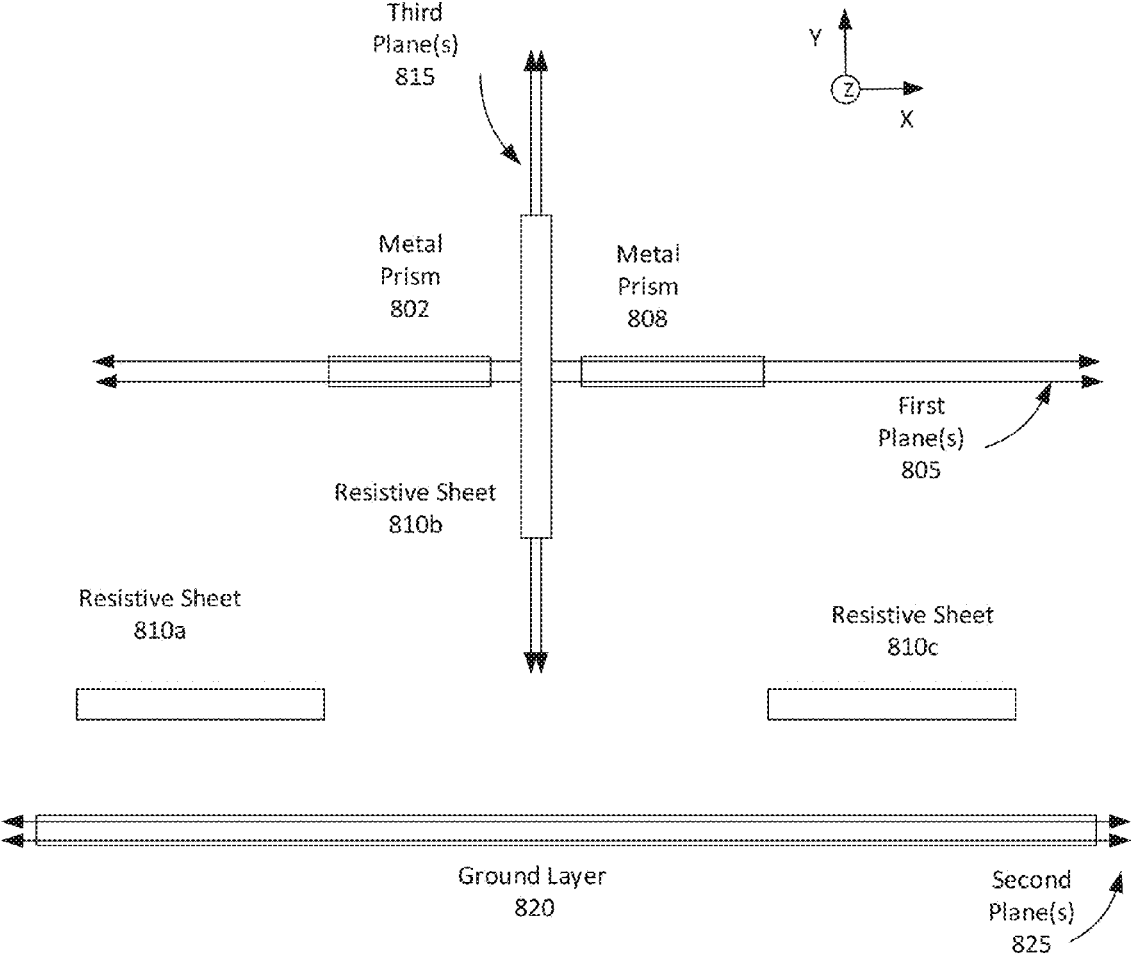 Third
Plane(s)
815
Y
Z
X
Metal
Prism
802
Metal
Prism
808
First
Plane(s)
805
Resistive Sheet
810b
Resistive Sheet
810a
Resistive Sheet
810c
Ground Layer
820
Second
Plane(s)
825